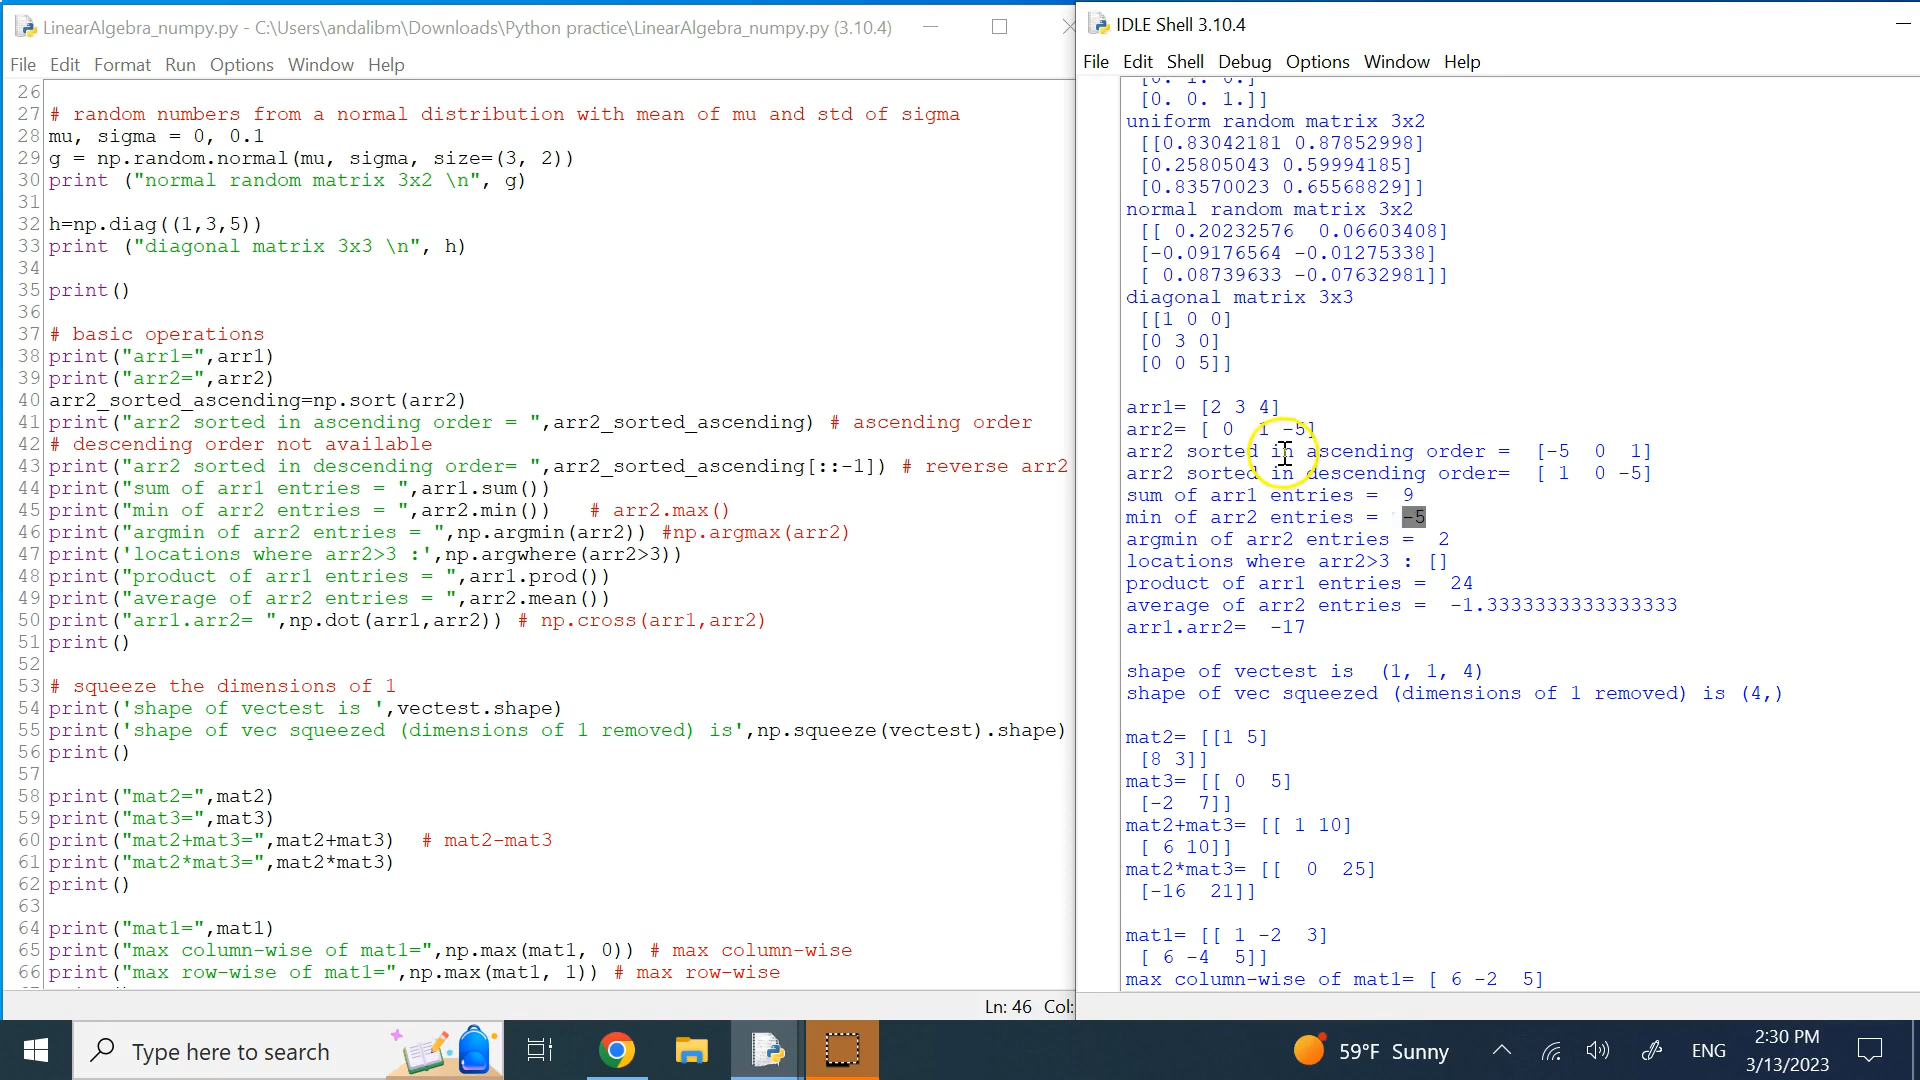 LinearAlgebra_numpy.py - C:\Users\andalibm\Downloads\Python practice\LinearAlgebra_numpy.py (3.10.4)
File Edit Format Run Options Window Help
26
27 # random numbers from a normal distribution with mean of mu and std of sigma
28 mu, sigma = 0, 0.1
29 g = np.random.normal(mu, sigma, size=(3, 2))
30 print ("normal random matrix 3x2 \n", g)
31
32 h=np.diag((1,3,5))
33 print ("diagonal matrix 3x3 \n", h)
34
35 print()
36
37 # basic operations
38 print("arr1=",arr1)
39 print("arr2=",arr2)
40 arr2_sorted_ascending=np.sort(arr2)
41 print("arr2 sorted in ascending order = ",arr2_sorted_ascending) # ascending order
42 # descending order not available
43 print("arr2 sorted in descending order= ",arr2_sorted_ascending[::-1]) # reverse arr2
44 print("sum of arr1 entries = ",arr1.sum())
45 print("min of arr2 entries = ",arr2.min())   # arr2.max()
46 print("argmin of arr2 entries = ",np.argmin(arr2)) #np.argmax(arr2)
47 print('locations where arr2>3 :',np.argwhere(arr2>3))
48 print("product of arr1 entries = ",arr1.prod())
49 print("average of arr2 entries = ",arr2.mean())
50 print("arr1.arr2= ",np.dot(arr1,arr2)) # np.cross(arr1,arr2)
51 print()
52
53 # squeeze the dimensions of 1
54 print('shape of vectest is ',vectest.shape)
55 print('shape of vec squeezed (dimensions of 1 removed) is',np.squeeze(vectest).shape)
56 print()
57
58 print("mat2=",mat2)
59 print("mat3=",mat3)
60 print("mat2+mat3=",mat2+mat3)  # mat2-mat3
61 print("mat2*mat3=",mat2*mat3)
62 print()
63
64 print("mat1=",mat1)
65 print("max column-wise of mat1=",np.max(mat1, 0)) # max column-wise
66 print("max row-wise of mat1=",np.max(mat1, 1)) # max row-wise
Ln: 46 Col:
IDLE Shell 3.10.4
File Edit Shell Debug Options Window Help
[0. 1. 0.]
[0. 0. 1.]]
uniform random matrix 3x2
[[0.83042181 0.87852998]
[0.25805043 0.59994185]
[0.83570023 0.65568829]]
normal random matrix 3x2
[[ 0.20232576  0.06603408]
[-0.09176564 -0.01275338]
[ 0.08739633 -0.07632981]]
diagonal matrix 3x3
[[1 0 0]
[0 3 0]
[0 0 5]]
arr1= [2 3 4]
arr2= [ 0  1 -5]
arr2 sorted in ascending order =  [-5  0  1]
arr2 sorted in descending order=  [ 1  0 -5]
sum of arr1 entries =  9
min of arr2 entries =  -5
argmin of arr2 entries =  2
locations where arr2>3 : []
product of arr1 entries =  24
average of arr2 entries =  -1.3333333333333333
arr1.arr2=  -17
shape of vectest is  (1, 1, 4)
shape of vec squeezed (dimensions of 1 removed) is (4,)
mat2= [[1 5]
[8 3]]
mat3= [[ 0  5]
[-2  7]]
mat2+mat3= [[ 1 10]
[ 6 10]]
mat2*mat3= [[  0  25]
[-16  21]]
mat1= [[ 1 -2  3]
[ 6 -4  5]]
max column-wise of mat1= [ 6 -2  5]
Type here to search
59°F Sunny
ENG
2:30 PM
3/13/2023